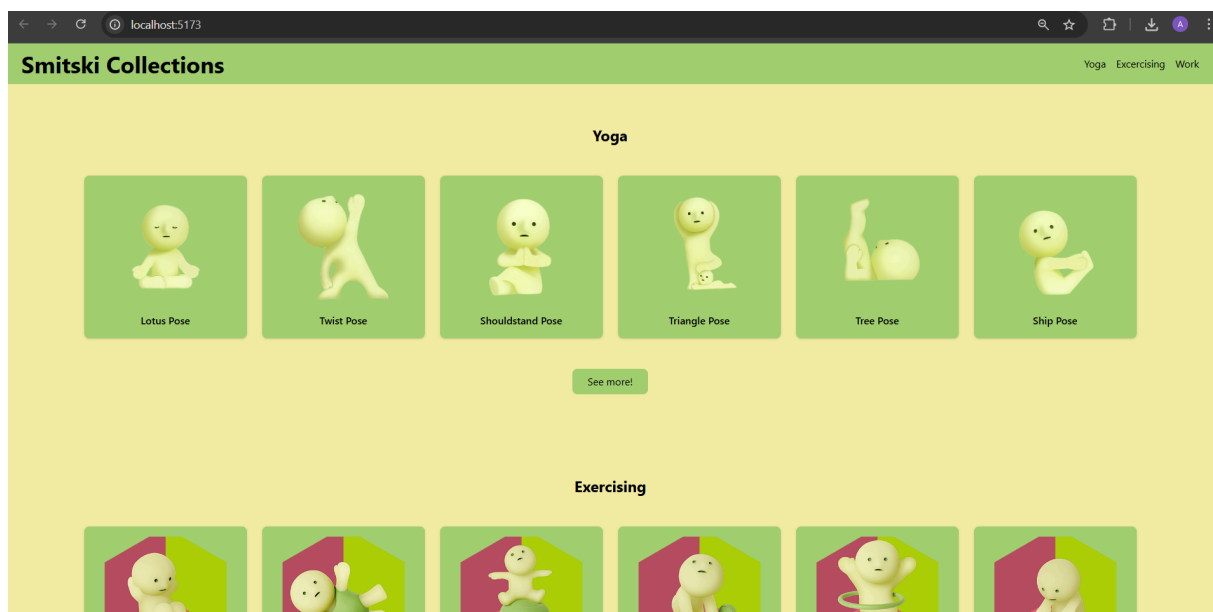 localhost:5173
A
Smitski Collections
Yoga Excercising Work
Yoga
Lotus Pose Twist Pose Shouldstand Pose Triangle Pose Tree Pose Ship Pose
See more!
Exercising